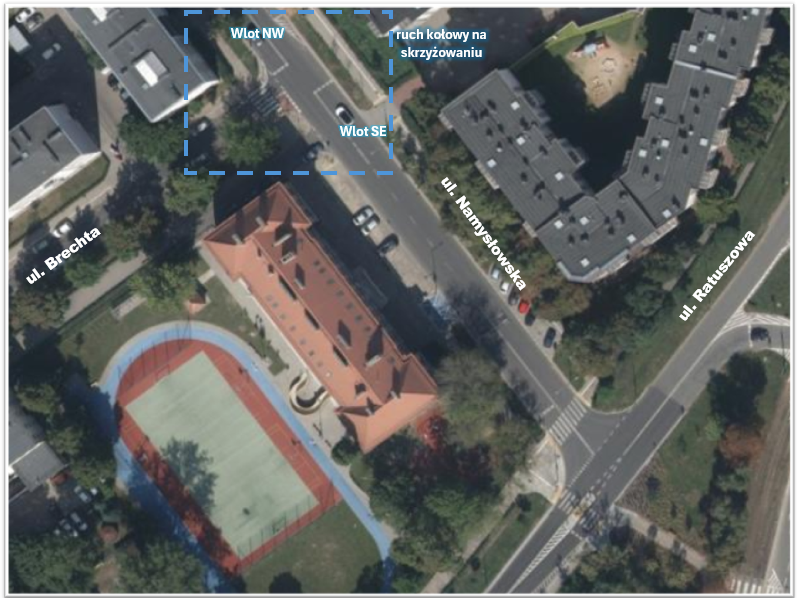 Wlot NW
ruch kołowy na
skrzyżowaniu
Wlot SE
ul. Namysłowska
ul. Brechta
ul. Ratuszowa